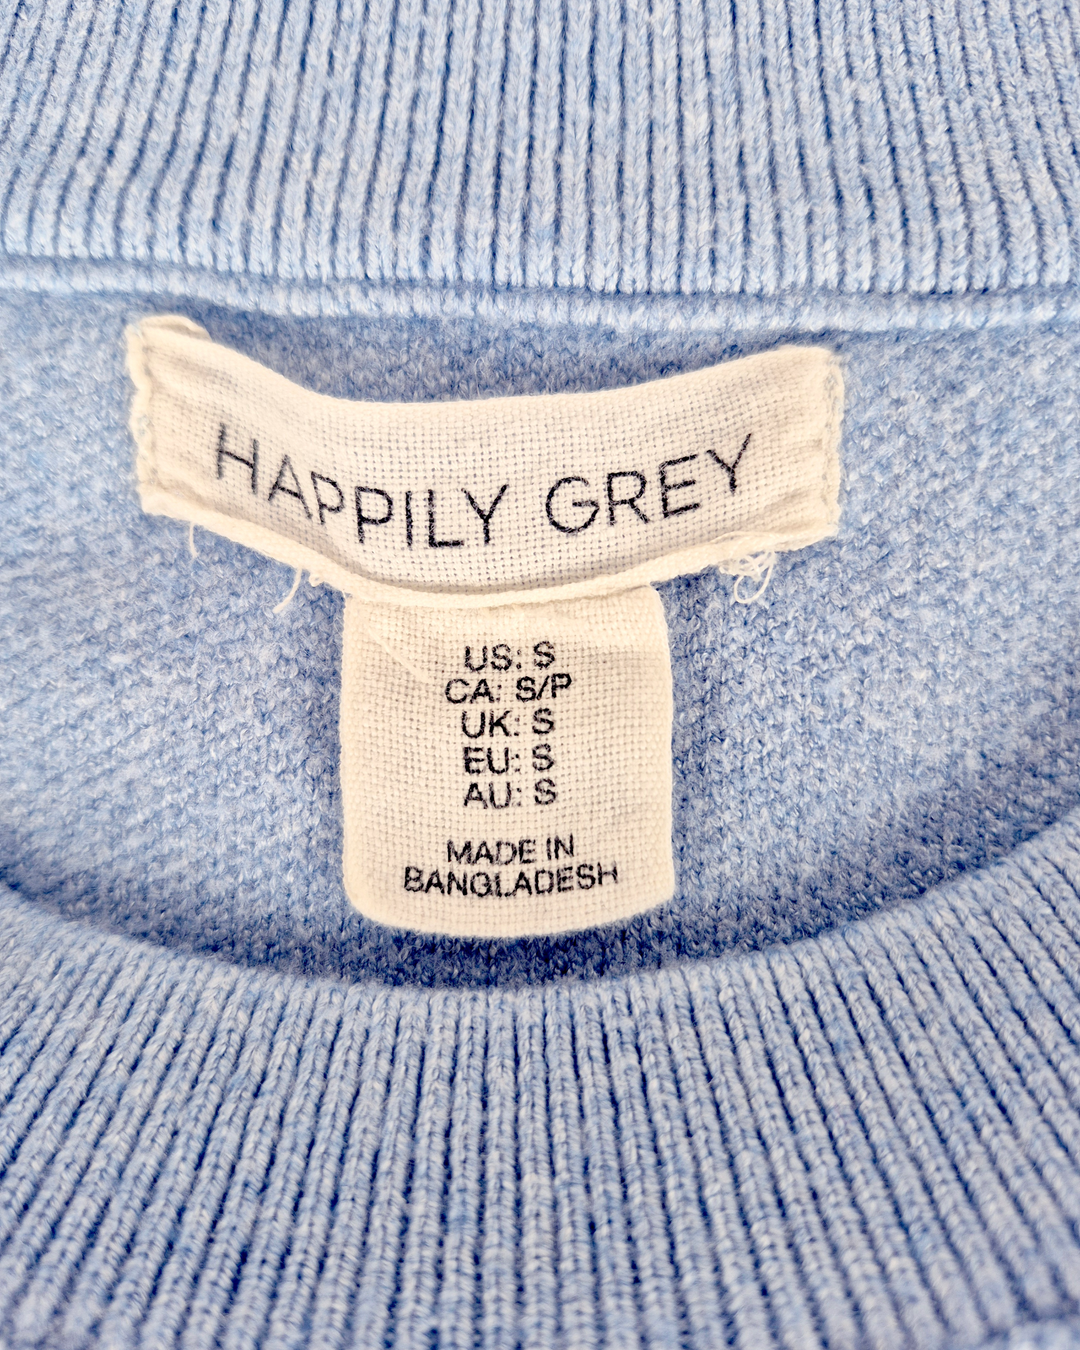 HAPPILY GREY
US: S
CA: S/P
UK: S
EU: S
AU: S
MADE IN
BANGLADESH